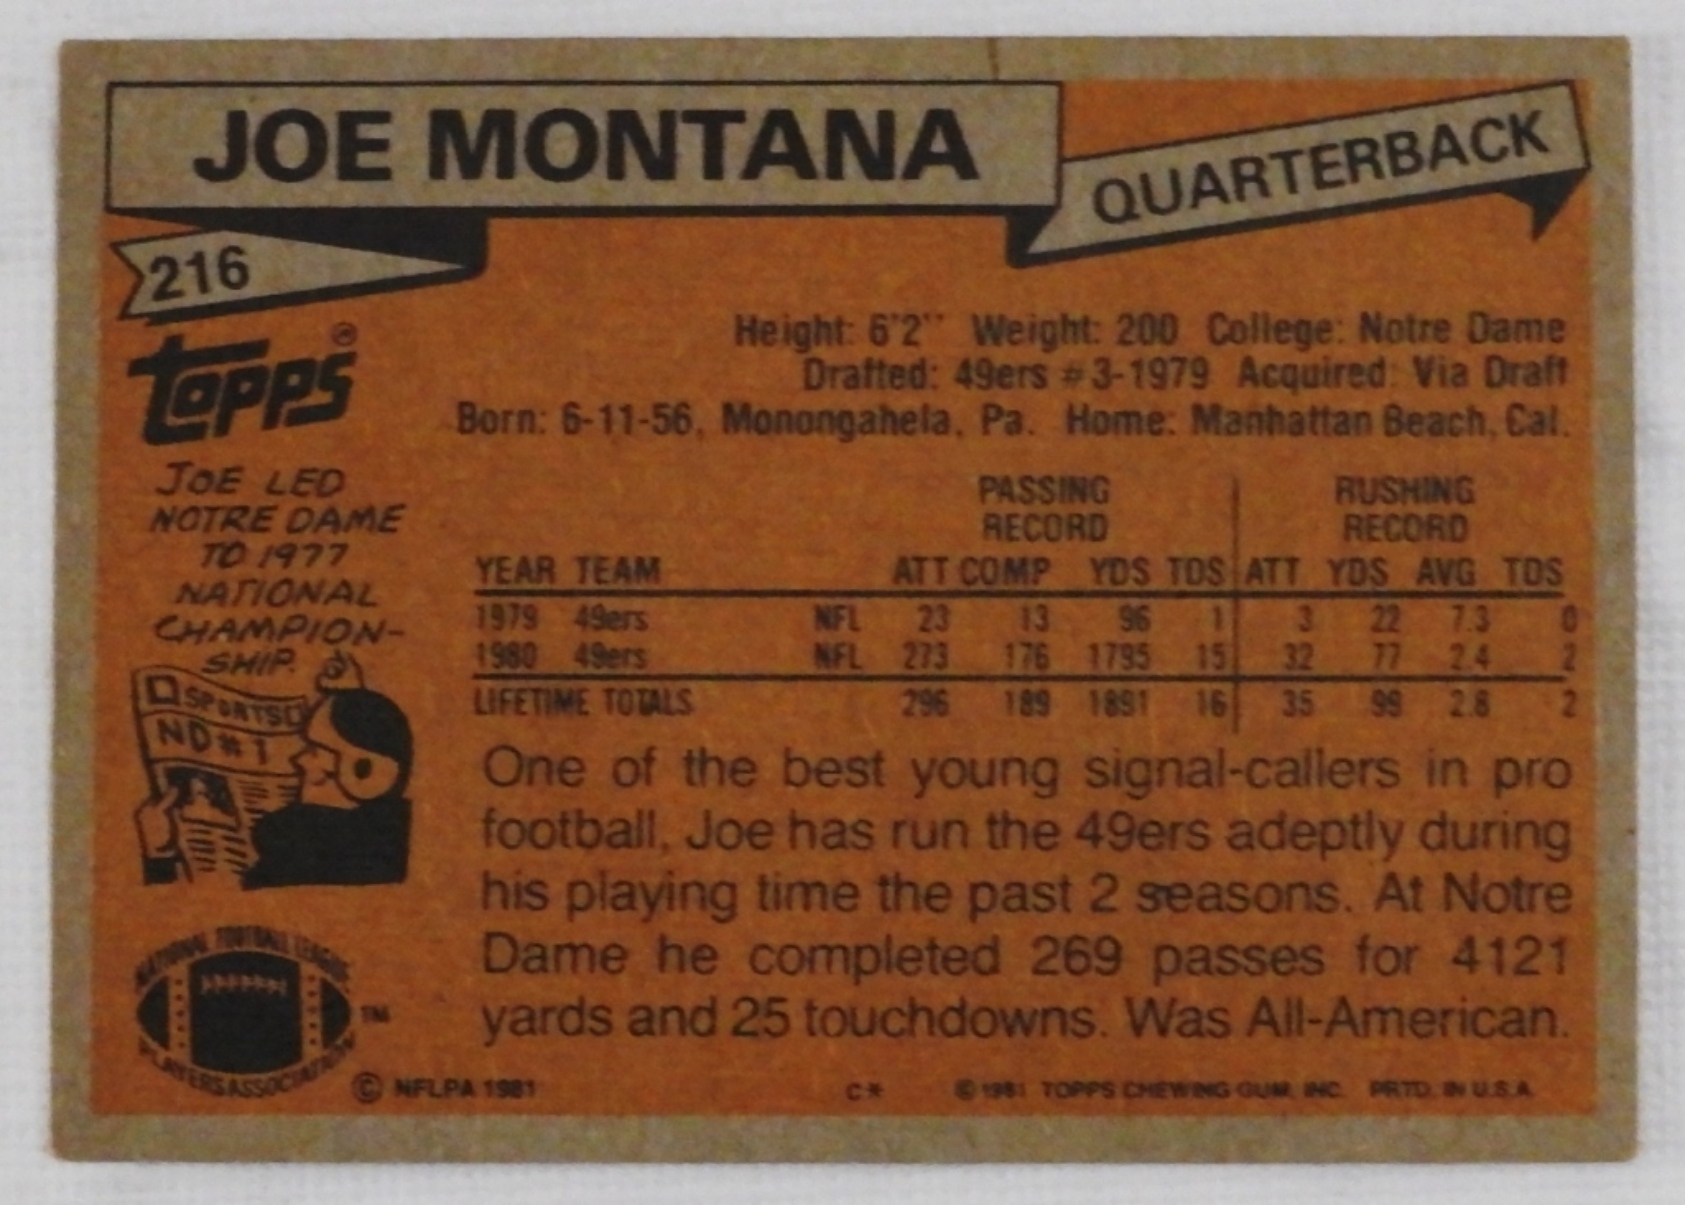 JOE MONTANA
QUARTERBACK
216
TOPPS®
Height: 6'2" Weight: 200 College: Notre Dame
Drafted: 49ers #3-1979 Acquired: Via Draft
Born: 6-11-56, Monongahela, Pa. Home: Manhattan Beach, Cal.
JOE LED
NOTRE DAME
TO 1977
NATIONAL
CHAMPION-
SHIP.
SPORTS
ND #1
PASSING RUSHING
RECORD RECORD
YEAR TEAM ATT COMP YDS TDS ATT YDS AVG TDS
1979 49ers NFL 23 13 96 1 3 22 7.3 0
1980 49ers NFL 273 176 1795 15 32 77 2.4 2
LIFETIME TOTALS 296 189 1891 16 35 99 2.8 2
One of the best young signal-callers in pro
football, Joe has run the 49ers adeptly during
his playing time the past 2 seasons. At Notre
Dame he completed 269 passes for 4121
yards and 25 touchdowns. Was All-American.
NATIONAL FOOTBALL LEAGUE
PLAYERS ASSOCIATION
TM
© NFLPA 1981
C*
© 1981 TOPPS CHEWING GUM, INC. PRTD. IN U.S.A.